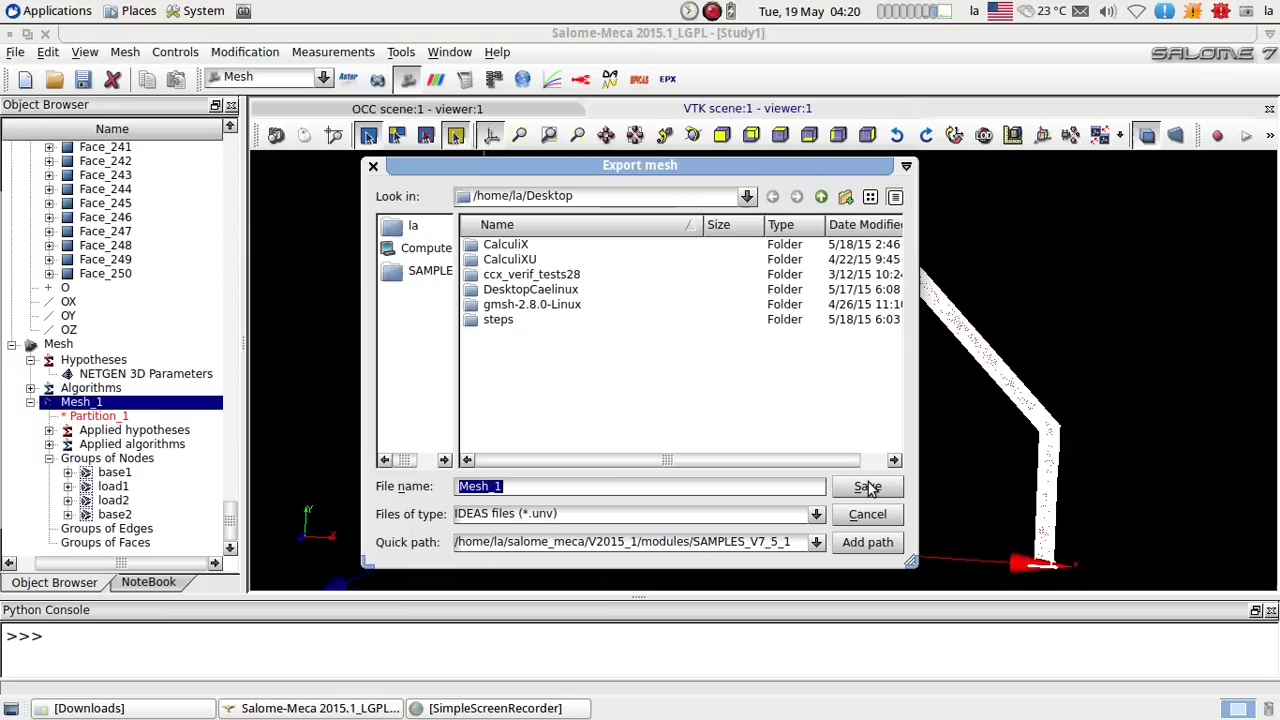 Applications Places System Tue, 19 May 04:20 la 23 °C la
Salome-Meca 2015.1_LGPL - [Study1]
File Edit View Mesh Controls Modification Measurements Tools Window Help
SALOME 7
Mesh Aster EPX
Object Browser
OCC scene:1 - viewer:1 VTK scene:1 - viewer:1
Name
Face_241
Face_242
Face_243
Face_244
Face_245
Face_246
Face_247
Face_248
Face_249
Face_250
O
OX
OY
OZ
Mesh
Hypotheses
NETGEN 3D Parameters
Algorithms
Mesh_1
* Partition_1
Applied hypotheses
Applied algorithms
Groups of Nodes
base1
load1
load2
base2
Groups of Edges
Groups of Faces
Object Browser NoteBook
Export mesh
Look in: /home/la/Desktop
la
Compute
SAMPLE
Name Size Type Date Modifie
CalculiX Folder 5/18/15 2:46
CalculiXU Folder 4/22/15 9:45
ccx_verif_tests28 Folder 3/12/15 10:24
DesktopCaelinux Folder 5/17/15 6:08
gmsh-2.8.0-Linux Folder 4/26/15 11:10
steps Folder 5/18/15 6:03
File name: Mesh_1 Save
Files of type: IDEAS files (*.unv) Cancel
Quick path: /home/la/salome_meca/V2015_1/modules/SAMPLES_V7_5_1 Add path
Y
X
Python Console
>>>
[Downloads] Salome-Meca 2015.1_LGPL... [SimpleScreenRecorder]